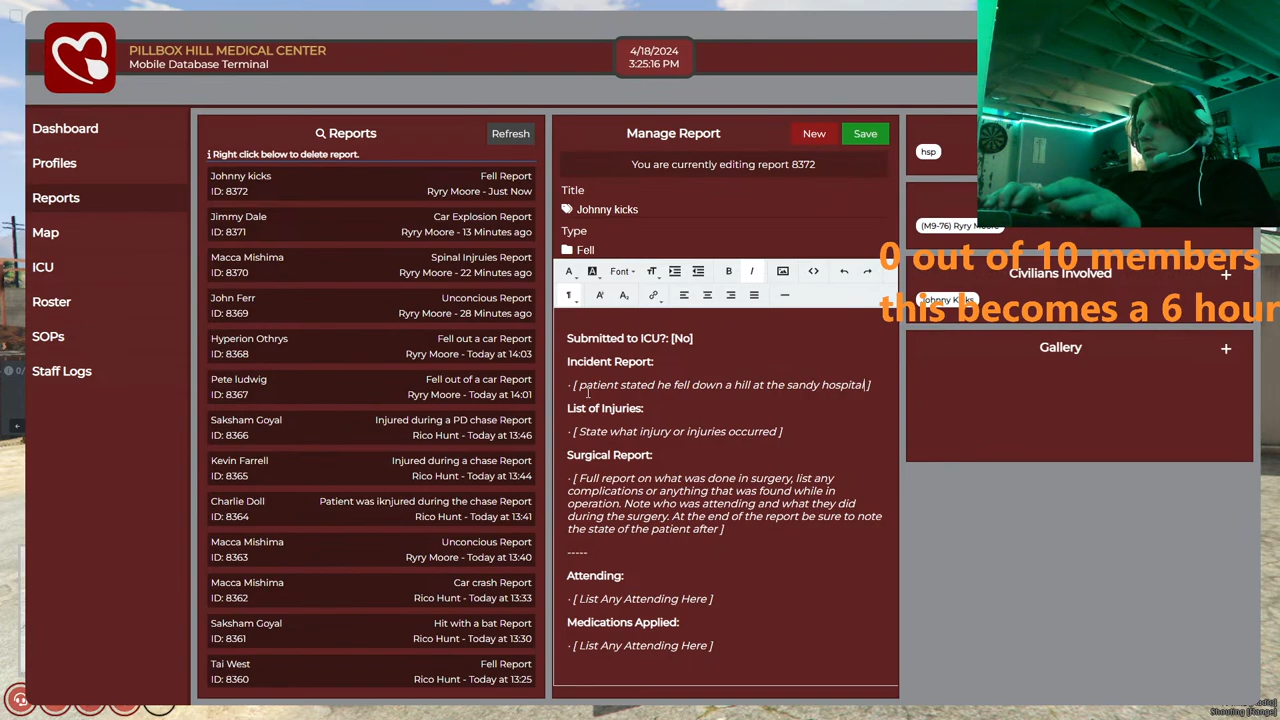 PILLBOX HILL MEDICAL CENTER
Mobile Database Terminal
4/18/2024
3:25:16 PM
Dashboard
Profiles
Reports
Map
ICU
Roster
SOPs
Staff Logs
Reports
Refresh
Right click below to delete report.
Johnny kicks Fell Report
ID: 8372 Ryry Moore - Just Now
Jimmy Dale Car Explosion Report
ID: 8371 Ryry Moore - 13 Minutes ago
Macca Mishima Spinal Injruies Report
ID: 8370 Ryry Moore - 22 Minutes ago
John Ferr Unconcious Report
ID: 8369 Ryry Moore - 28 Minutes ago
Hyperion Othrys Fell out a car Report
ID: 8368 Ryry Moore - Today at 14:03
Pete ludwig Fell out of a car Report
ID: 8367 Ryry Moore - Today at 14:01
Saksham Goyal Injured during a PD chase Report
ID: 8366 Rico Hunt - Today at 13:46
Kevin Farrell Injured during a chase Report
ID: 8365 Rico Hunt - Today at 13:44
Charlie Doll Patient was iknjured during the chase Report
ID: 8364 Rico Hunt - Today at 13:41
Macca Mishima Unconcious Report
ID: 8363 Ryry Moore - Today at 13:40
Macca Mishima Car crash Report
ID: 8362 Rico Hunt - Today at 13:33
Saksham Goyal Hit with a bat Report
ID: 8361 Rico Hunt - Today at 13:30
Tai West Fell Report
ID: 8360 Rico Hunt - Today at 13:25
Manage Report
New
Save
You are currently editing report 8372
Title
Johnny kicks
Type
Fell
Font
Submitted to ICU?: [No]
Incident Report:
· [ patient stated he fell down a hill at the sandy hospital ]
List of Injuries:
· [ State what injury or injuries occurred ]
Surgical Report:
· [ Full report on what was done in surgery, list any
complications or anything that was found while in
operation. Note who was attending and what they did
during the surgery. At the end of the report be sure to note
the state of the patient after ]
-----
Attending:
· [ List Any Attending Here ]
Medications Applied:
· [ List Any Attending Here ]
hsp
(M9-76) Ryry
0 out of 10 members
this becomes a 6 hour
Civilians Involved +
Johnny Kicks
Gallery +